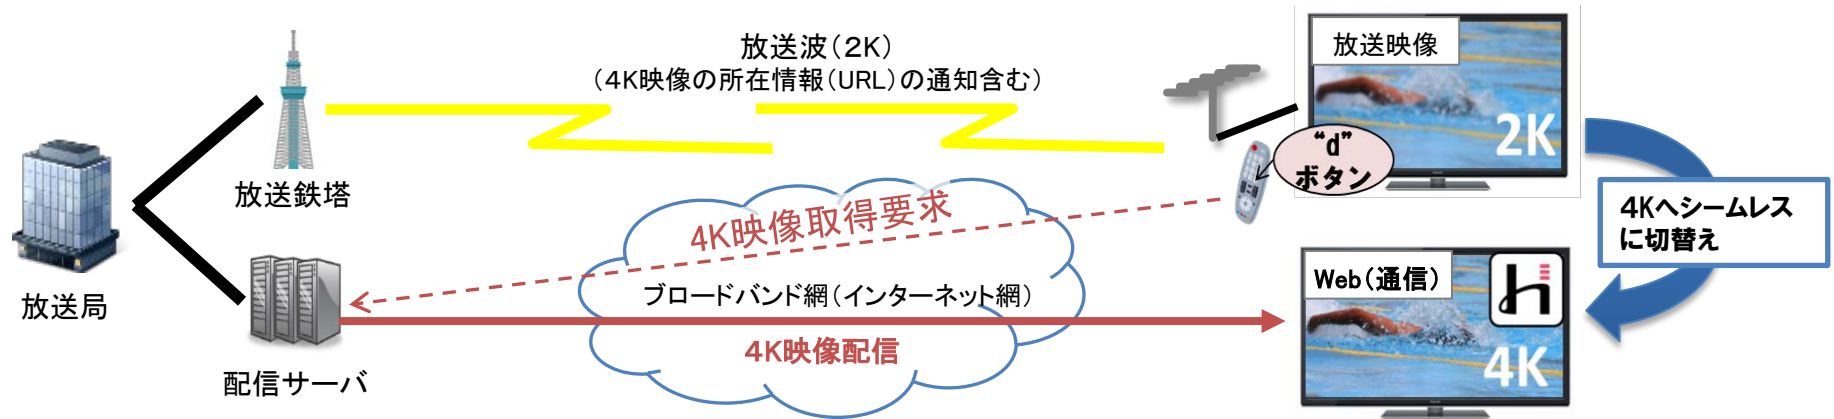 放送波（２K）
（４K映像の所在情報（URL）の通知含む）
放送映像
2K
“d”
ボタン
放送鉄塔
4K映像取得要求
４Kへシームレス
に切替え
Web（通信）
h
4K
ブロードバンド網（インターネット網）
放送局
４K映像配信
配信サーバ